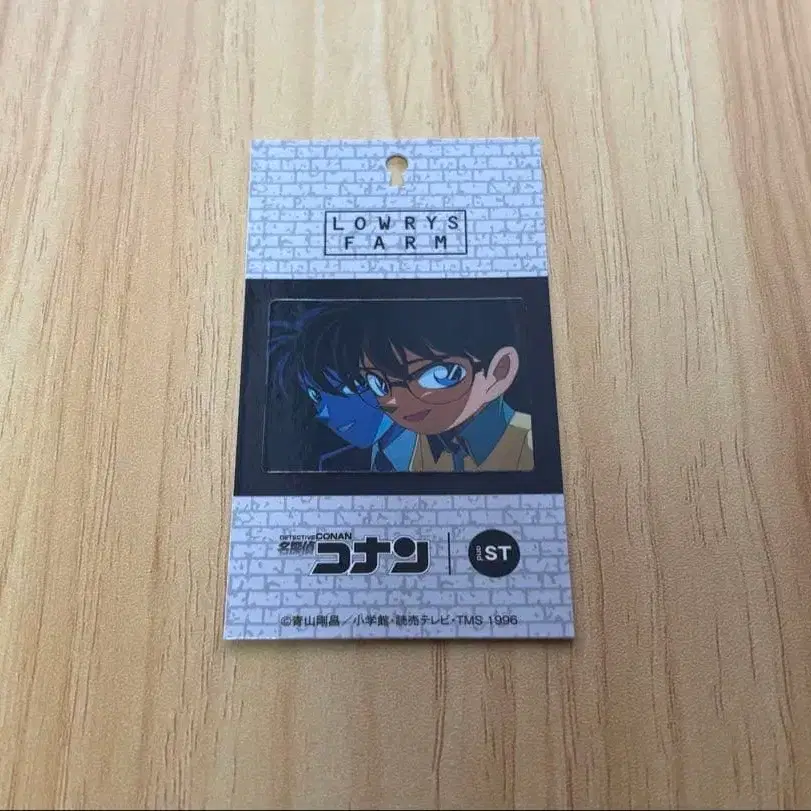 LOWRYS
FARM
DETECTIVE CONAN
名探偵
コナン
and ST
©青山剛昌／小学館・読売テレビ・TMS 1996